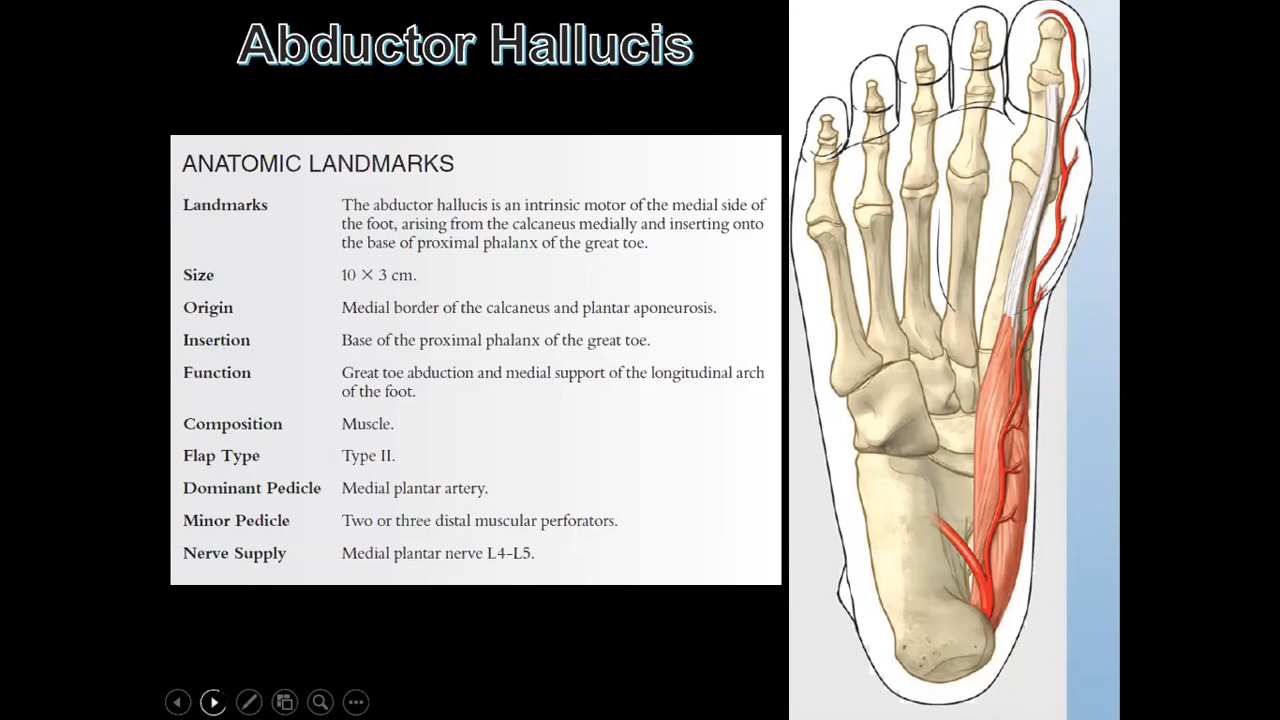 Abductor Hallucis
ANATOMIC LANDMARKS
Landmarks The abductor hallucis is an intrinsic motor of the medial side of
the foot, arising from the calcaneus medially and inserting onto
the base of proximal phalanx of the great toe.
Size 10 × 3 cm.
Origin Medial border of the calcaneus and plantar aponeurosis.
Insertion Base of the proximal phalanx of the great toe.
Function Great toe abduction and medial support of the longitudinal arch
of the foot.
Composition Muscle.
Flap Type Type II.
Dominant Pedicle Medial plantar artery.
Minor Pedicle Two or three distal muscular perforators.
Nerve Supply Medial plantar nerve L4–L5.